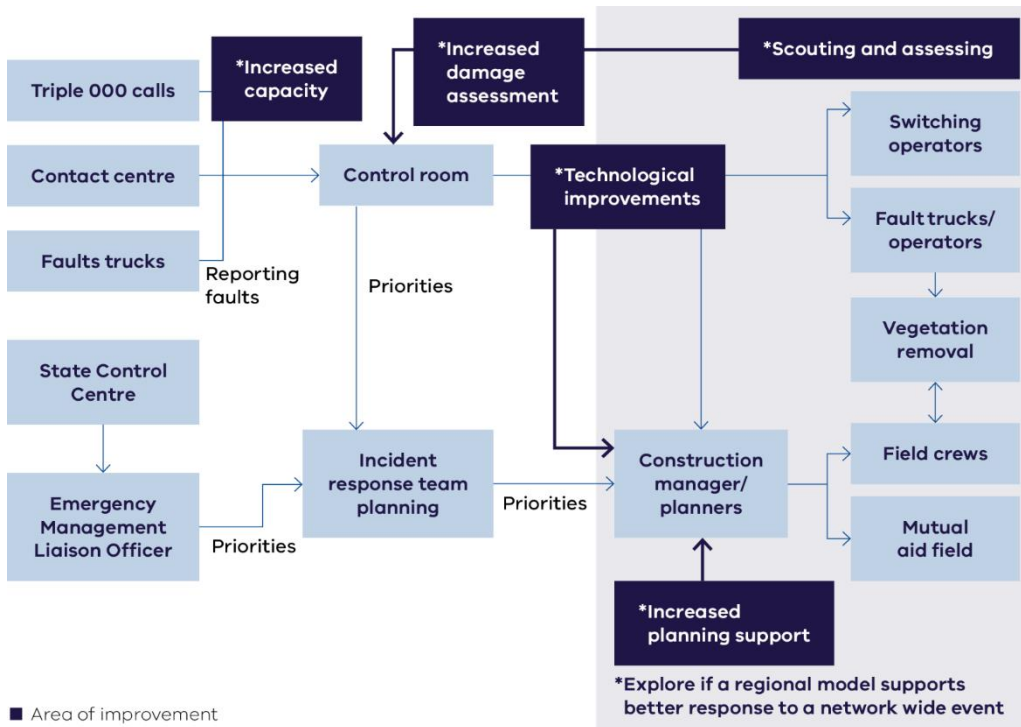 Triple 000 calls
*Increased
capacity
*Increased
damage
assessment
*Scouting and assessing
Switching
operators
Contact centre
Control room
*Technological
improvements
Faults trucks
Reporting
faults
Priorities
Fault trucks/
operators
Vegetation
removal
State Control
Centre
Incident
response team
planning
Construction
manager/
planners
Field crews
Emergency
Management
Liaison Officer
Priorities
Priorities
Mutual
aid field
*Increased
planning support
*Explore if a regional model supports
better response to a network wide event
Area of improvement